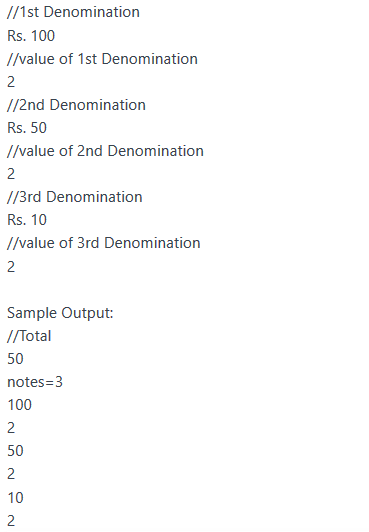 //1st Denomination
Rs. 100
//value of 1st Denomination
2
//2nd Denomination
Rs. 50
//value of 2nd Denomination
2
//3rd Denomination
Rs. 10
//value of 3rd Denomination
2
Sample Output:
//Total
50
notes=3
100
2
50
2
10
2